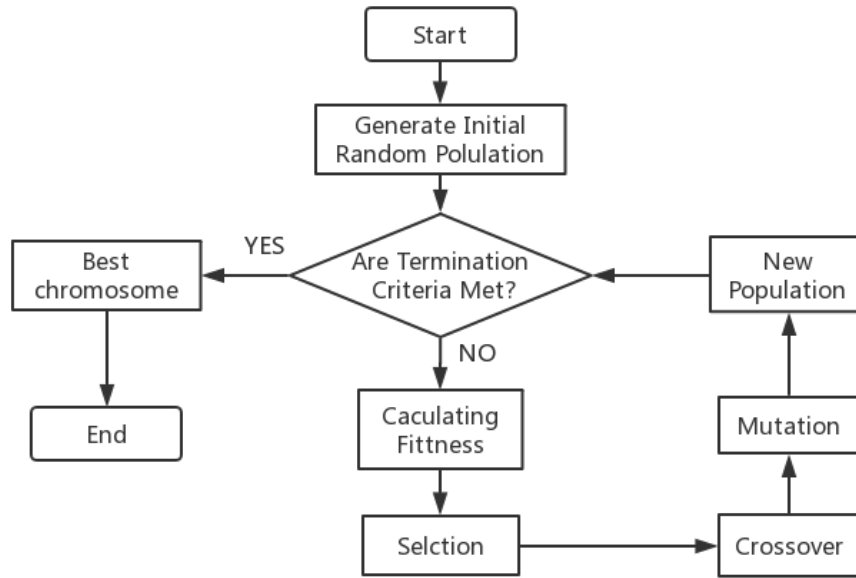 Start
Generate Initial
Random Polulation
YES
Are Termination
Criteria Met?
Best
chromosome
New
Population
NO
End
Caculating
Fittness
Mutation
Selction
Crossover